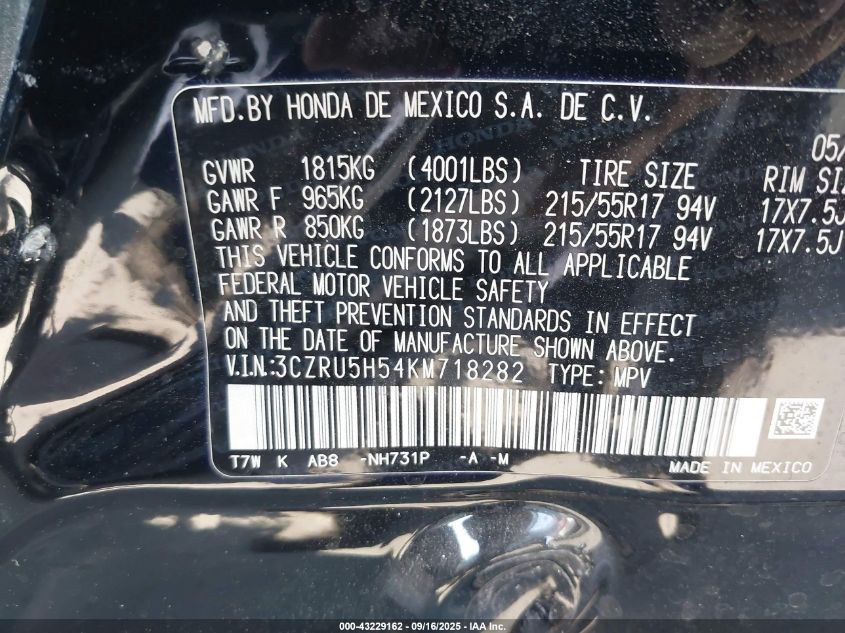 MFD.BY HONDA DE MEXICO S.A. DE C.V.
05/
GVWR 1815KG (4001LBS) TIRE SIZE RIM SIZ
GAWR F 965KG (2127LBS) 215/55R17 94V 17X7.5J
GAWR R 850KG (1873LBS) 215/55R17 94V 17X7.5J
THIS VEHICLE CONFORMS TO ALL APPLICABLE
FEDERAL MOTOR VEHICLE SAFETY
AND THEFT PREVENTION STANDARDS IN EFFECT
ON THE DATE OF MANUFACTURE SHOWN ABOVE.
V.I.N:3CZRU5H54KM718282 TYPE: MPV
T7W K AB8 -NH731P -A -M
MADE IN MEXICO
000-43229162 - 09/16/2025 - IAA Inc.